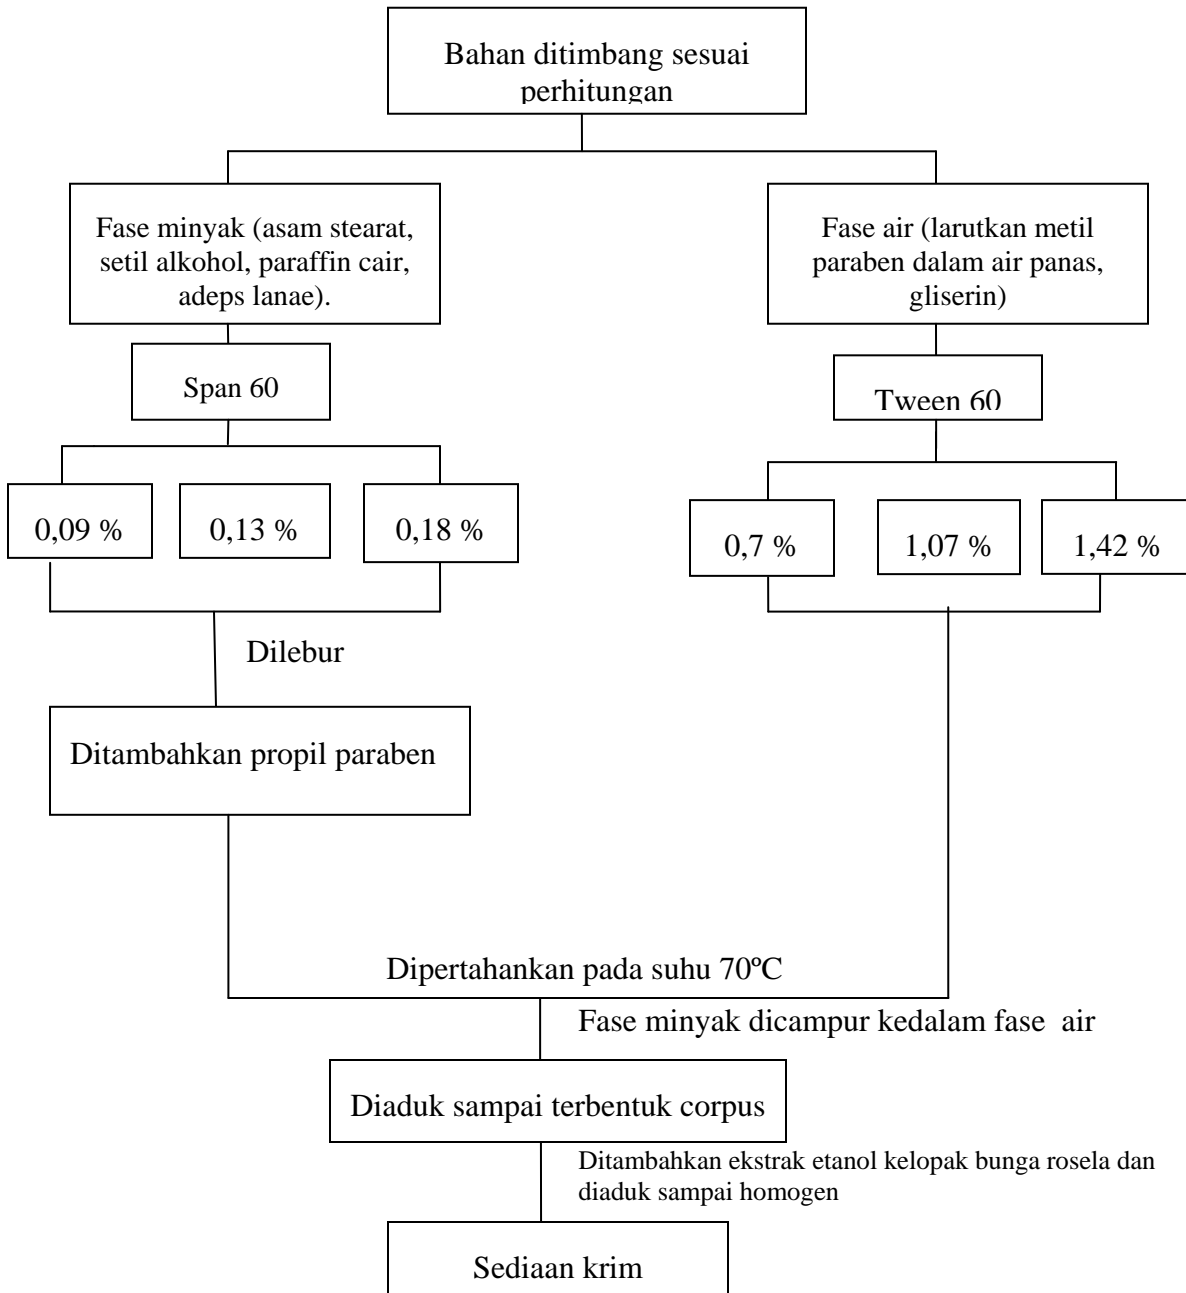 Bahan ditimbang sesuai
perhitungan
Fase minyak (asam stearat,
setil alkohol, paraffin cair,
adeps lanae).
Fase air (larutkan metil
paraben dalam air panas,
gliserin)
Span 60
Tween 60
0,09 %
0,13 %
0,18 %
0,7 %
1,07 %
1,42 %
Dilebur
Ditambahkan propil paraben
Dipertahankan pada suhu 70ºC
Fase minyak dicampur kedalam fase air
Diaduk sampai terbentuk corpus
Ditambahkan ekstrak etanol kelopak bunga rosela dan
diaduk sampai homogen
Sediaan krim